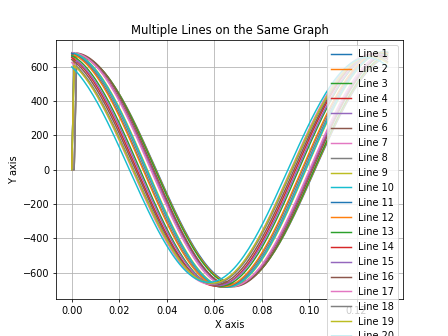 Multiple Lines on the Same Graph
Y axis
600
400
200
0
−200
−400
−600
0.00
0.02
0.04
0.06
0.08
0.10
X axis
Line 1
Line 2
Line 3
Line 4
Line 5
Line 6
Line 7
Line 8
Line 9
Line 10
Line 11
Line 12
Line 13
Line 14
Line 15
Line 16
Line 17
Line 18
Line 19
Line 20